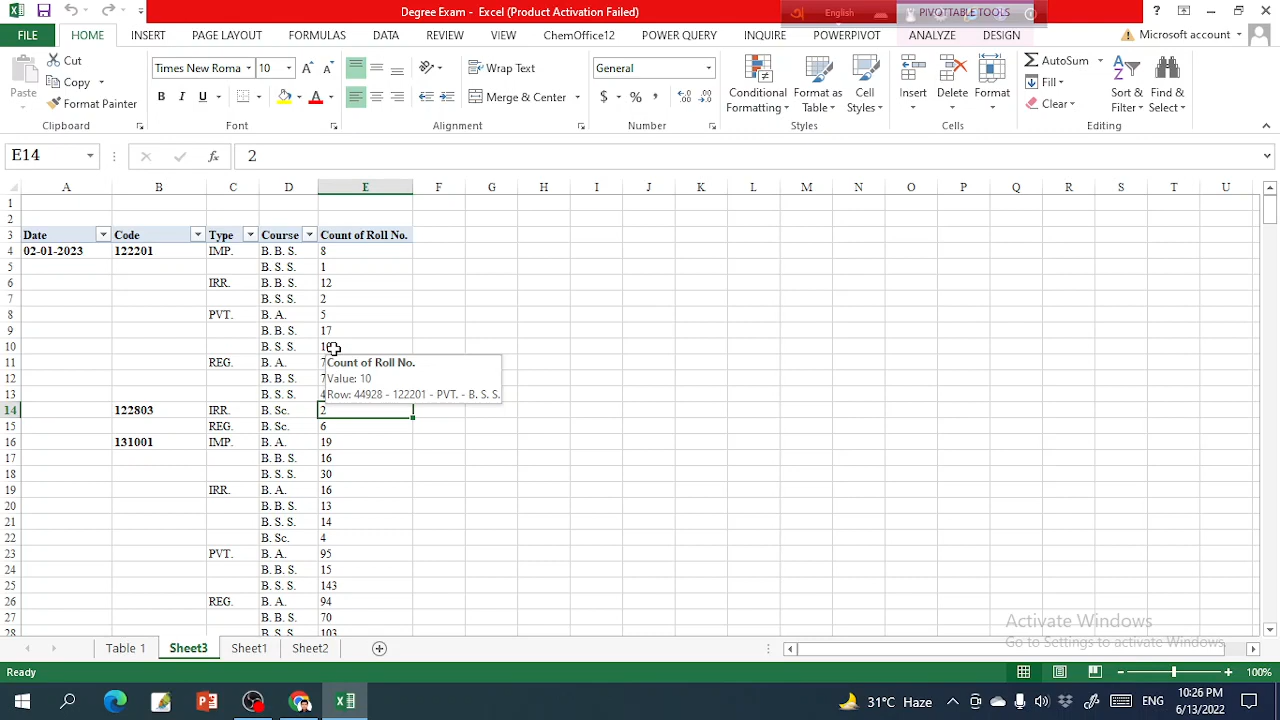 Degree Exam - Excel (Product Activation Failed)
English
PIVOTTABLE TOOLS
?
FILE HOME INSERT PAGE LAYOUT FORMULAS DATA REVIEW VIEW ChemOffice12 POWER QUERY INQUIRE POWERPIVOT ANALYZE DESIGN Microsoft account
Paste
Cut
Copy
Format Painter
Clipboard
Times New Roma 10
B I U
Font
Wrap Text
Merge & Center
Alignment
General
$ % ,
Number
Conditional Formatting
Format as Table
Cell Styles
Styles
Insert
Delete
Format
Cells
AutoSum
Fill
Clear
Sort & Filter
Find & Select
Editing
E14 fx 2
A B C D E F G H I J K L M N O P Q R S T U
1
2
3 Date Code Type Course Count of Roll No.
4 02-01-2023 122201 IMP. B. B. S. 8
5 B. S. S. 1
6 IRR. B. B. S. 12
7 B. S. S. 2
8 PVT. B. A. 5
9 B. B. S. 17
10 B. S. S.
11 REG. B. A. 7
12 B. B. S. 7
13 B. S. S. 4
Count of Roll No.
Value: 10
Row: 44928 - 122201 - PVT. - B. S. S.
14 122803 IRR. B. Sc. 2
15 REG. B. Sc. 6
16 131001 IMP. B. A. 19
17 B. B. S. 16
18 B. S. S. 30
19 IRR. B. A. 16
20 B. B. S. 13
21 B. S. S. 14
22 B. Sc. 4
23 PVT. B. A. 95
24 B. B. S. 15
25 B. S. S. 143
26 REG. B. A. 94
27 B. B. S. 70
28 B. S. S. 103
Activate Windows
Go to Settings to activate Windows.
Table 1 Sheet3 Sheet1 Sheet2
Ready 100%
31°C Haze ENG
10:26 PM
6/13/2022